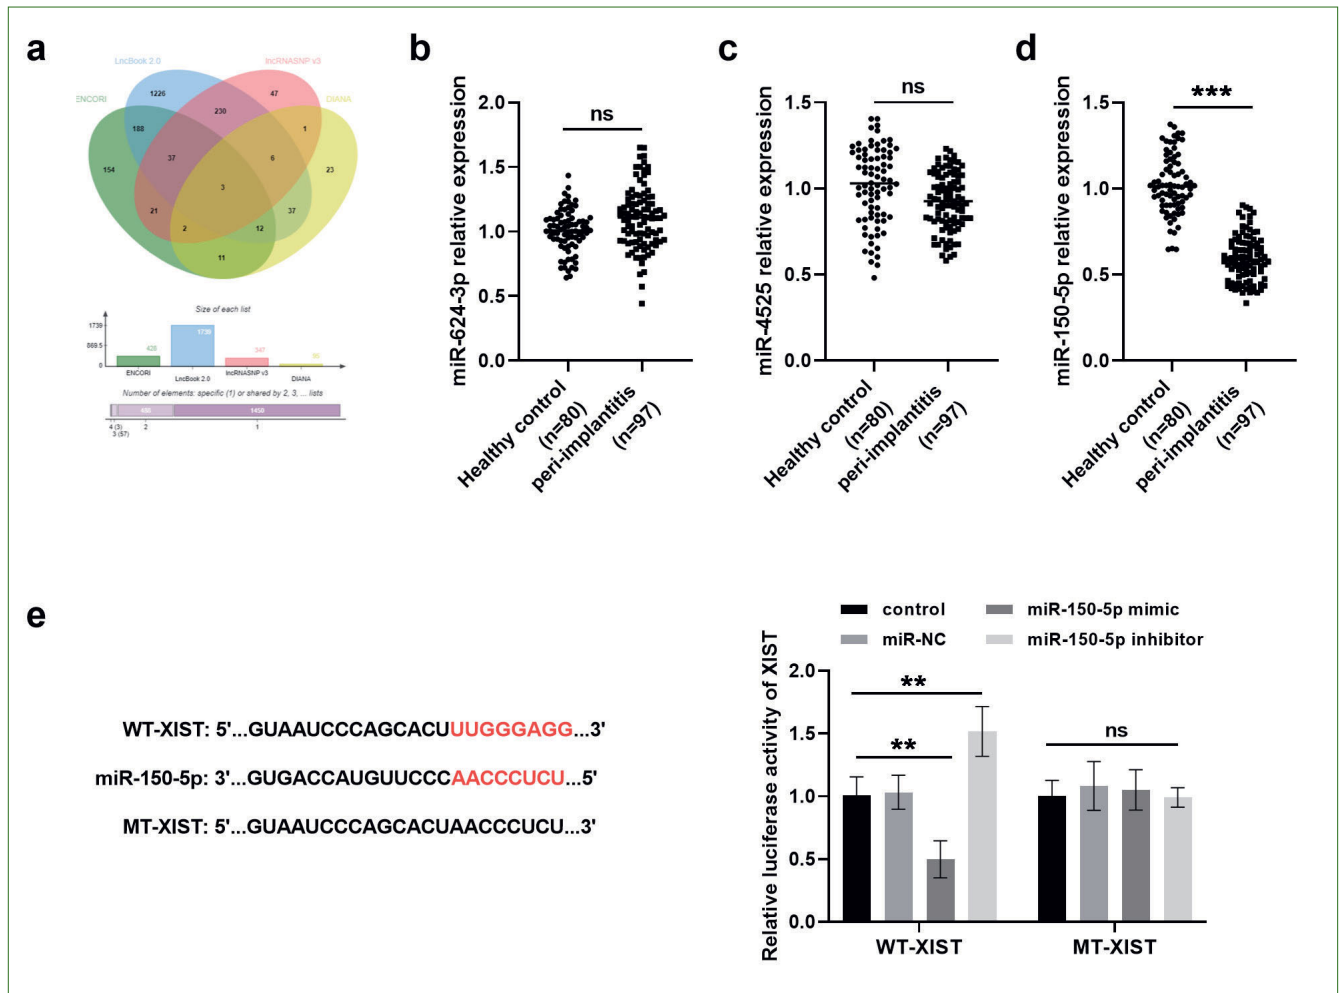 a
LncBook 2.0
lncRNASNP v3
ENCORI
DIANA
1226
47
230
188
1
37
6
154
23
3
21
37
2
12
11
Size of each list
1739
869.5
0
428
1739
347
ENCORI
LncBook 2.0
lncRNASNP v3
DIANA
Number of elements: specific (1) or shared by 2, 3, ... lists
1450
4 (3)
3 (57)
2
1
b
miR-624-3p relative expression
2.0
1.5
1.0
0.5
0.0
ns
Healthy control
(n=80)
peri-implantitis
(n=97)
c
miR-4525 relative expression
1.5
1.0
0.5
0.0
ns
Healthy control
(n=80)
peri-implantitis
(n=97)
d
miR-150-5p relative expression
1.5
1.0
0.5
0.0
***
Healthy control
(n=80)
peri-implantitis
(n=97)
e
WT-XIST: 5'...GUAAUCCCAGCACUUUGGGAGG...3'
miR-150-5p: 3'...GUGACCAUGUUCCCAACCCUCU...5'
MT-XIST: 5'...GUAAUCCCAGCACUAACCCUCU...3'
control
miR-150-5p mimic
miR-NC
miR-150-5p inhibitor
Relative luciferase activity of XIST
2.0
1.5
1.0
0.5
0.0
**
**
ns
WT-XIST
MT-XIST